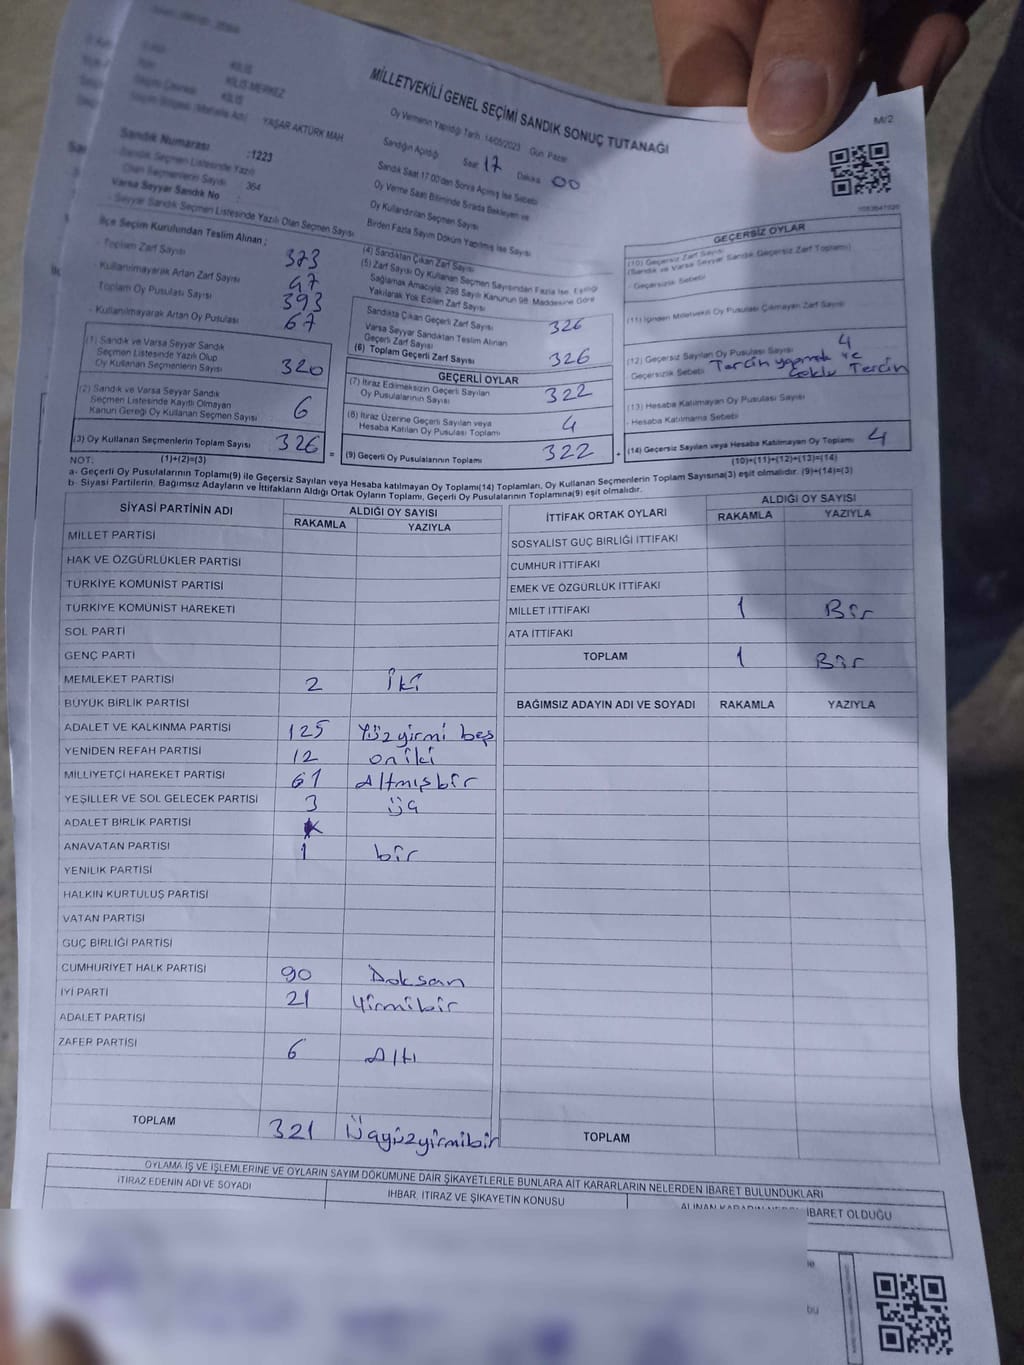 KİLİS
KİLİS MERKEZ
KİLİS
YAŞAR AKTÜRK MAH
Sandık Numarası :1223
Sandık Seçmen Listesinde Yazılı
Olan Seçmenlerin Sayısı 364
Varsa Seyyar Sandık No :
Seyyar Sandık Seçmen Listesinde Yazılı Olan Seçmen Sayısı
MİLLETVEKİLİ GENEL SEÇİMİ SANDIK SONUÇ TUTANAĞI
M/2
Oy Vermenin Yapıldığı Tarih: 14/05/2023 Gün: Pazar
Sandığın Açıldığı Saat 17 Dakika 00
Sandık Saat 17:00'den Sonra Açılmış İse Sebebi
Oy Verme Saati Bitiminde Sırada Bekleyen ve
Oy Kullandırılan Seçmen Sayısı
Birden Fazla Sayım Döküm Yapılmış İse Sayısı
İlçe Seçim Kurulundan Teslim Alınan ;
- Toplam Zarf Sayısı 373
- Kullanılmayarak Artan Zarf Sayısı 47
Toplam Oy Pusulası Sayısı 393
- Kullanılmayarak Artan Oy Pusulası 67
(1) Sandık ve Varsa Seyyar Sandık
Seçmen Listesinde Yazılı Olup
Oy Kullanan Seçmenlerin Sayısı 320
(2) Sandık ve Varsa Seyyar Sandık
Seçmen Listesinde Kayıtlı Olmayan
Kanun Gereği Oy Kullanan Seçmen Sayısı 6
(3) Oy Kullanan Seçmenlerin Toplam Sayısı 326
(4) Sandıktan Çıkan Zarf Sayısı
(5) Zarf Sayısı Oy Kullanan Seçmen Sayısından Fazla İse, Eşitliği
Sağlamak Amacıyla; 298 Sayılı Kanunun 98. Maddesine Göre
Yakılarak Yok Edilen Zarf Sayısı
Sandıkta Çıkan Geçerli Zarf Sayısı 326
Varsa Seyyar Sandıktan Teslim Alınan
Geçerli Zarf Sayısı
(6) Toplam Geçerli Zarf Sayısı 326
GEÇERLİ OYLAR
(7) İtiraz Edilmeksizin Geçerli Sayılan
Oy Pusulalarının Sayısı 322
(8) İtiraz Üzerine Geçerli Sayılan veya
Hesaba Katılan Oy Pusulası Toplamı 4
= (9) Geçerli Oy Pusulalarının Toplamı 322
GEÇERSİZ OYLAR
(10) Geçersiz Zarf Sayısı
(Sandık ve Varsa Seyyar Sandık Geçersiz Zarf Toplamı)
- Geçersizlik Sebebi
(11) İçinden Milletvekili Oy Pusulası Çıkmayan Zarf Sayısı
(12) Geçersiz Sayılan Oy Pusulası Sayısı 4
Geçersizlik Sebebi Tercin yapmak ve
Çoklu Tercin
(13) Hesaba Katılmayan Oy Pusulası Sayısı
- Hesaba Katılmama Sebebi
+ (14) Geçersiz Sayılan veya Hesaba Katılmayan Oy Toplamı 4
NOT: (1)+(2)=(3)
(10)+(11)+(12)+(13)=(14)
a- Geçerli Oy Pusulalarının Toplamı(9) ile Geçersiz Sayılan veya Hesaba katılmayan Oy Toplamı(14) Toplamları, Oy Kullanan Seçmenlerin Toplam Sayısına(3) eşit olmalıdır. (9)+(14)=(3)
b- Siyasi Partilerin, Bağımsız Adayların ve İttifakların Aldığı Ortak Oyların Toplamı, Geçerli Oy Pusulalarının Toplamına(9) eşit olmalıdır.
SİYASİ PARTİNİN ADI ALDIĞI OY SAYISI
RAKAMLA YAZIYLA
MİLLET PARTİSİ
HAK VE ÖZGÜRLÜKLER PARTİSİ
TÜRKİYE KOMÜNİST PARTİSİ
TÜRKİYE KOMÜNİST HAREKETİ
SOL PARTİ
GENÇ PARTİ
MEMLEKET PARTİSİ 2 İki
BÜYÜK BİRLİK PARTİSİ
ADALET VE KALKINMA PARTİSİ 125 Yüzyirmi beş
YENİDEN REFAH PARTİSİ 12 oniki
MİLLİYETÇİ HAREKET PARTİSİ 61 Altmışbir
YEŞİLLER VE SOL GELECEK PARTİSİ 3 üç
ADALET BİRLİK PARTİSİ
ANAVATAN PARTİSİ 1 bir
YENİLİK PARTİSİ
HALKIN KURTULUŞ PARTİSİ
VATAN PARTİSİ
GÜÇ BİRLİĞİ PARTİSİ
CUMHURİYET HALK PARTİSİ 90 Doksan
İYİ PARTİ 21 Yirmibir
ADALET PARTİSİ
ZAFER PARTİSİ 6 Altı
TOPLAM 321 Üçyüzyirmibir
İTTİFAK ORTAK OYLARI ALDIĞI OY SAYISI
RAKAMLA YAZIYLA
SOSYALİST GÜÇ BİRLİĞİ İTTİFAKI
CUMHUR İTTİFAKI
EMEK VE ÖZGÜRLÜK İTTİFAKI
MİLLET İTTİFAKI 1 Bir
ATA İTTİFAKI
TOPLAM 1 Bir
BAĞIMSIZ ADAYIN ADI VE SOYADI RAKAMLA YAZIYLA
TOPLAM
OYLAMA İŞ VE İŞLEMLERİNE VE OYLARIN SAYIM DÖKÜMÜNE DAİR ŞİKAYETLERLE BUNLARA AİT KARARLARIN NELERDEN İBARET BULUNDUKLARI
İTİRAZ EDENİN ADI VE SOYADI
İHBAR, İTİRAZ VE ŞİKAYETİN KONUSU
İBARET OLDUĞU